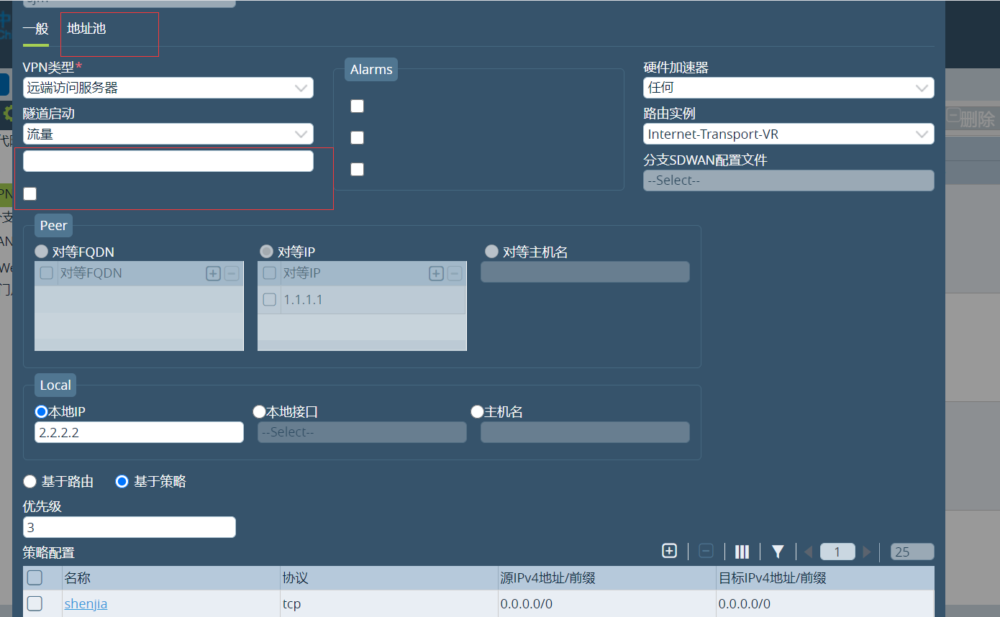 一般 地址池
VPN类型* Alarms 硬件加速器
远端访问服务器 任何
隧道启动 路由实例
流量 Internet-Transport-VR
删除
分支SDWAN配置文件
--Select--
Peer
对等FQDN 对等IP 对等主机名
对等FQDN 对等IP
1.1.1.1
Local
本地IP 本地接口 主机名
2.2.2.2 --Select--
基于路由 基于策略
优先级
3
策略配置 1 25
名称 协议 源IPv4地址/前缀 目标IPv4地址/前缀
shenjia tcp 0.0.0.0/0 0.0.0.0/0